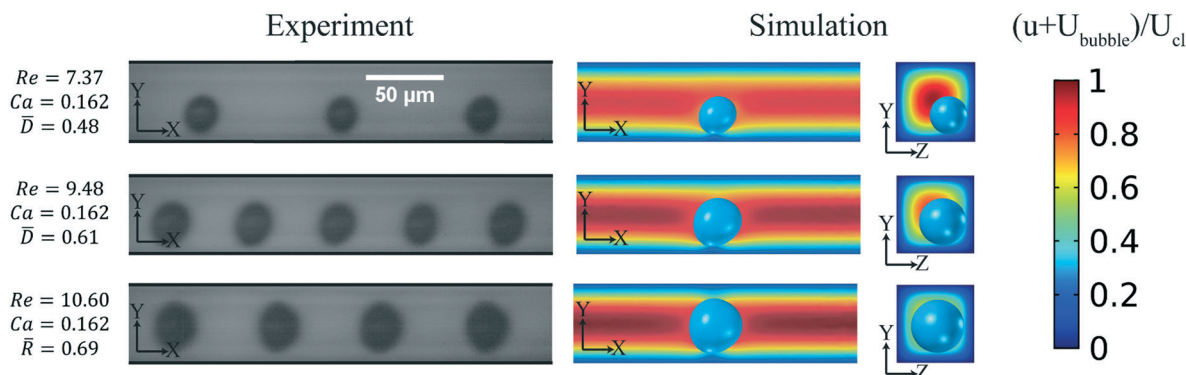 Experiment
Simulation
(u+U_bubble)/U_cl
Re = 7.37
Ca = 0.162
D̅ = 0.48
Y
X
50 µm
Y
X
Y
Z
Re = 9.48
Ca = 0.162
D̅ = 0.61
Y
X
Y
X
Y
Z
Re = 10.60
Ca = 0.162
R̅ = 0.69
Y
X
Y
X
Y
Z
1
0.8
0.6
0.4
0.2
0